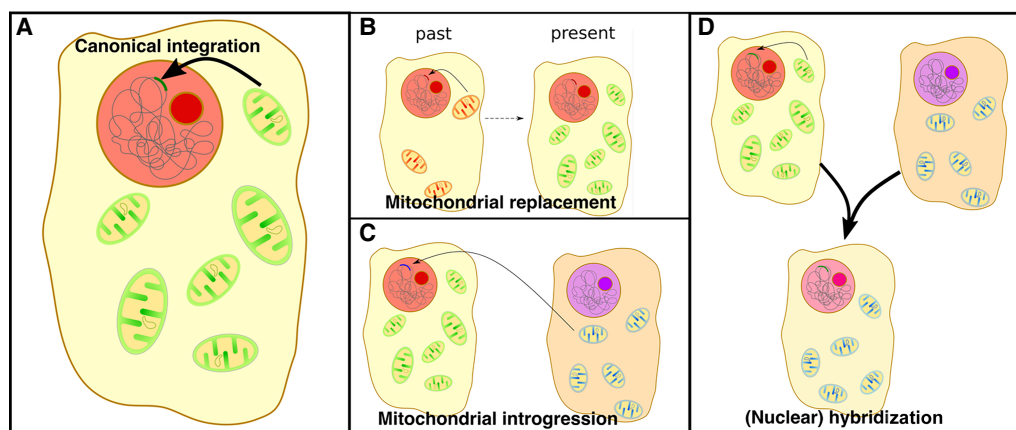 A
Canonical integration
B
past present
Mitochondrial replacement
C
Mitochondrial introgression
D
(Nuclear) hybridization